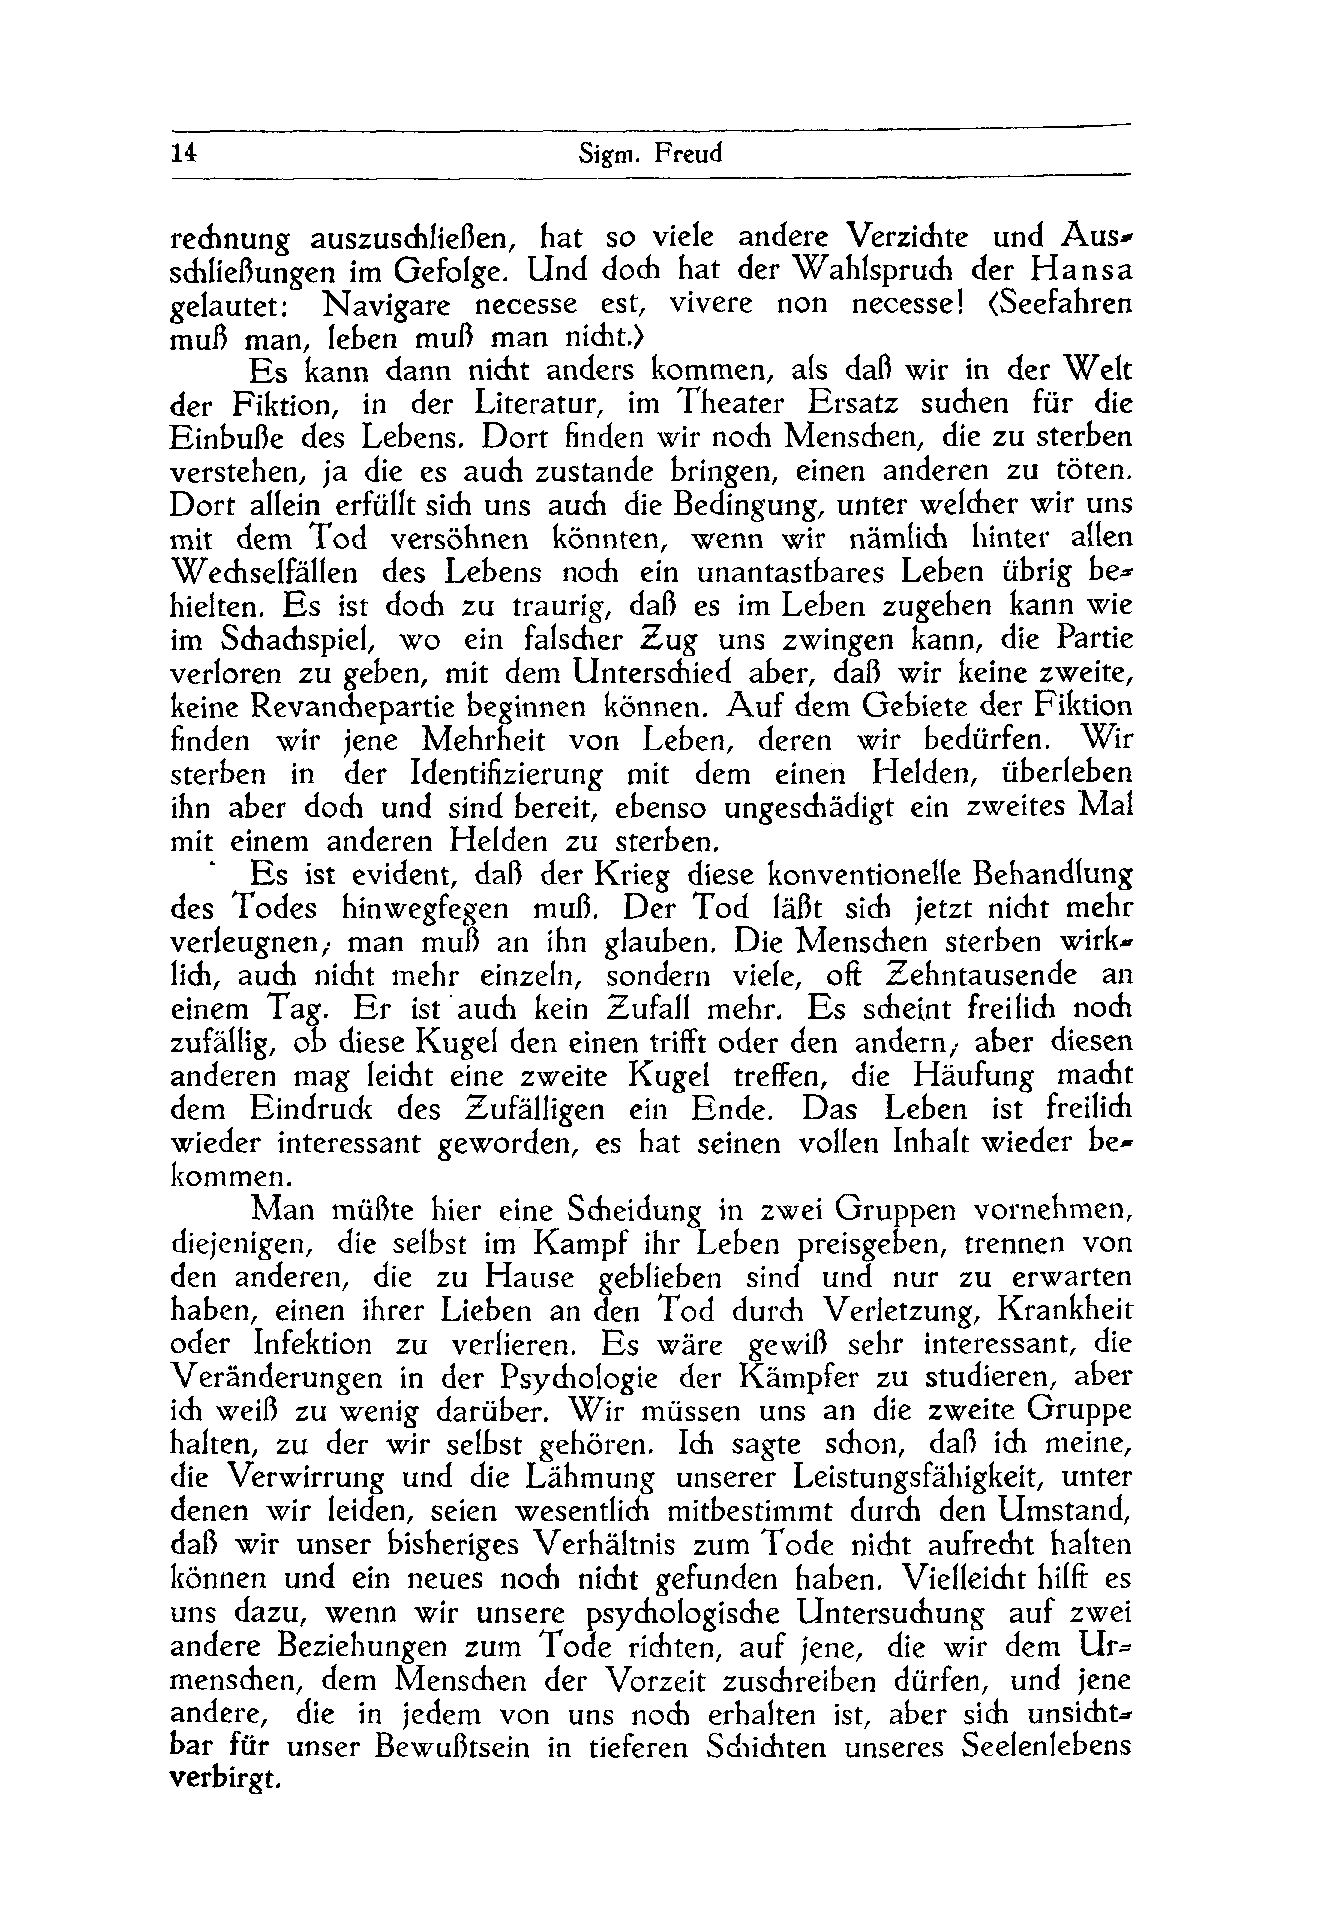 14 Sigm. Freud
rechnung auszuschließen, hat so viele andere Verzichte und Aus-
schließungen im Gefolge. Und doch hat der Wahlspruch der Hansa
gelautet: Navigare necesse est, vivere non necesse! (Seefahren
muß man, leben muß man nicht.)
Es kann dann nicht anders kommen, als daß wir in der Welt
der Fiktion, in der Literatur, im Theater Ersatz suchen für die
Einbuße des Lebens. Dort finden wir noch Menschen, die zu sterben
verstehen, ja die es auch zustande bringen, einen anderen zu töten.
Dort allein erfüllt sich uns auch die Bedingung, unter welcher wir uns
mit dem Tod versöhnen könnten, wenn wir nämlich hinter allen
Wechselfällen des Lebens noch ein unantastbares Leben übrig be-
hielten. Es ist doch zu traurig, daß es im Leben zugehen kann wie
im Schachspiel, wo ein falscher Zug uns zwingen kann, die Partie
verloren zu geben, mit dem Unterschied aber, daß wir keine zweite,
keine Revanchepartie beginnen können. Auf dem Gebiete der Fiktion
finden wir jene Mehrheit von Leben, deren wir bedürfen. Wir
sterben in der Identifizierung mit dem einen Helden, überleben
ihn aber doch und sind bereit, ebenso ungeschädigt ein zweites Mal
mit einem anderen Helden zu sterben.
Es ist evident, daß der Krieg diese konventionelle Behandlung
des Todes hinwegfegen muß. Der Tod läßt sich jetzt nicht mehr
verleugnen; man muß an ihn glauben. Die Menschen sterben wirk-
lich, auch nicht mehr einzeln, sondern viele, oft Zehntausende an
einem Tag. Er ist auch kein Zufall mehr. Es scheint freilich noch
zufällig, ob diese Kugel den einen trifft oder den andern; aber diesen
anderen mag leicht eine zweite Kugel treffen, die Häufung macht
dem Eindruck des Zufälligen ein Ende. Das Leben ist freilich
wieder interessant geworden, es hat seinen vollen Inhalt wieder be-
kommen.
Man müßte hier eine Scheidung in zwei Gruppen vornehmen,
diejenigen, die selbst im Kampf ihr Leben preisgeben, trennen von
den anderen, die zu Hause geblieben sind und nur zu erwarten
haben, einen ihrer Lieben an den Tod durch Verletzung, Krankheit
oder Infektion zu verlieren. Es wäre gewiß sehr interessant, die
Veränderungen in der Psychologie der Kämpfer zu studieren, aber
ich weiß zu wenig darüber. Wir müssen uns an die zweite Gruppe
halten, zu der wir selbst gehören. Ich sagte schon, daß ich meine,
die Verwirrung und die Lähmung unserer Leistungsfähigkeit, unter
denen wir leiden, seien wesentlich mitbestimmt durch den Umstand,
daß wir unser bisheriges Verhältnis zum Tode nicht aufrecht halten
können und ein neues noch nicht gefunden haben. Vielleicht hilft es
uns dazu, wenn wir unsere psychologische Untersuchung auf zwei
andere Beziehungen zum Tode richten, auf jene, die wir dem Ur-
menschen, dem Menschen der Vorzeit zuschreiben dürfen, und jene
andere, die in jedem von uns noch erhalten ist, aber sich unsicht-
bar für unser Bewußtsein in tieferen Schichten unseres Seelenlebens
verbirgt.